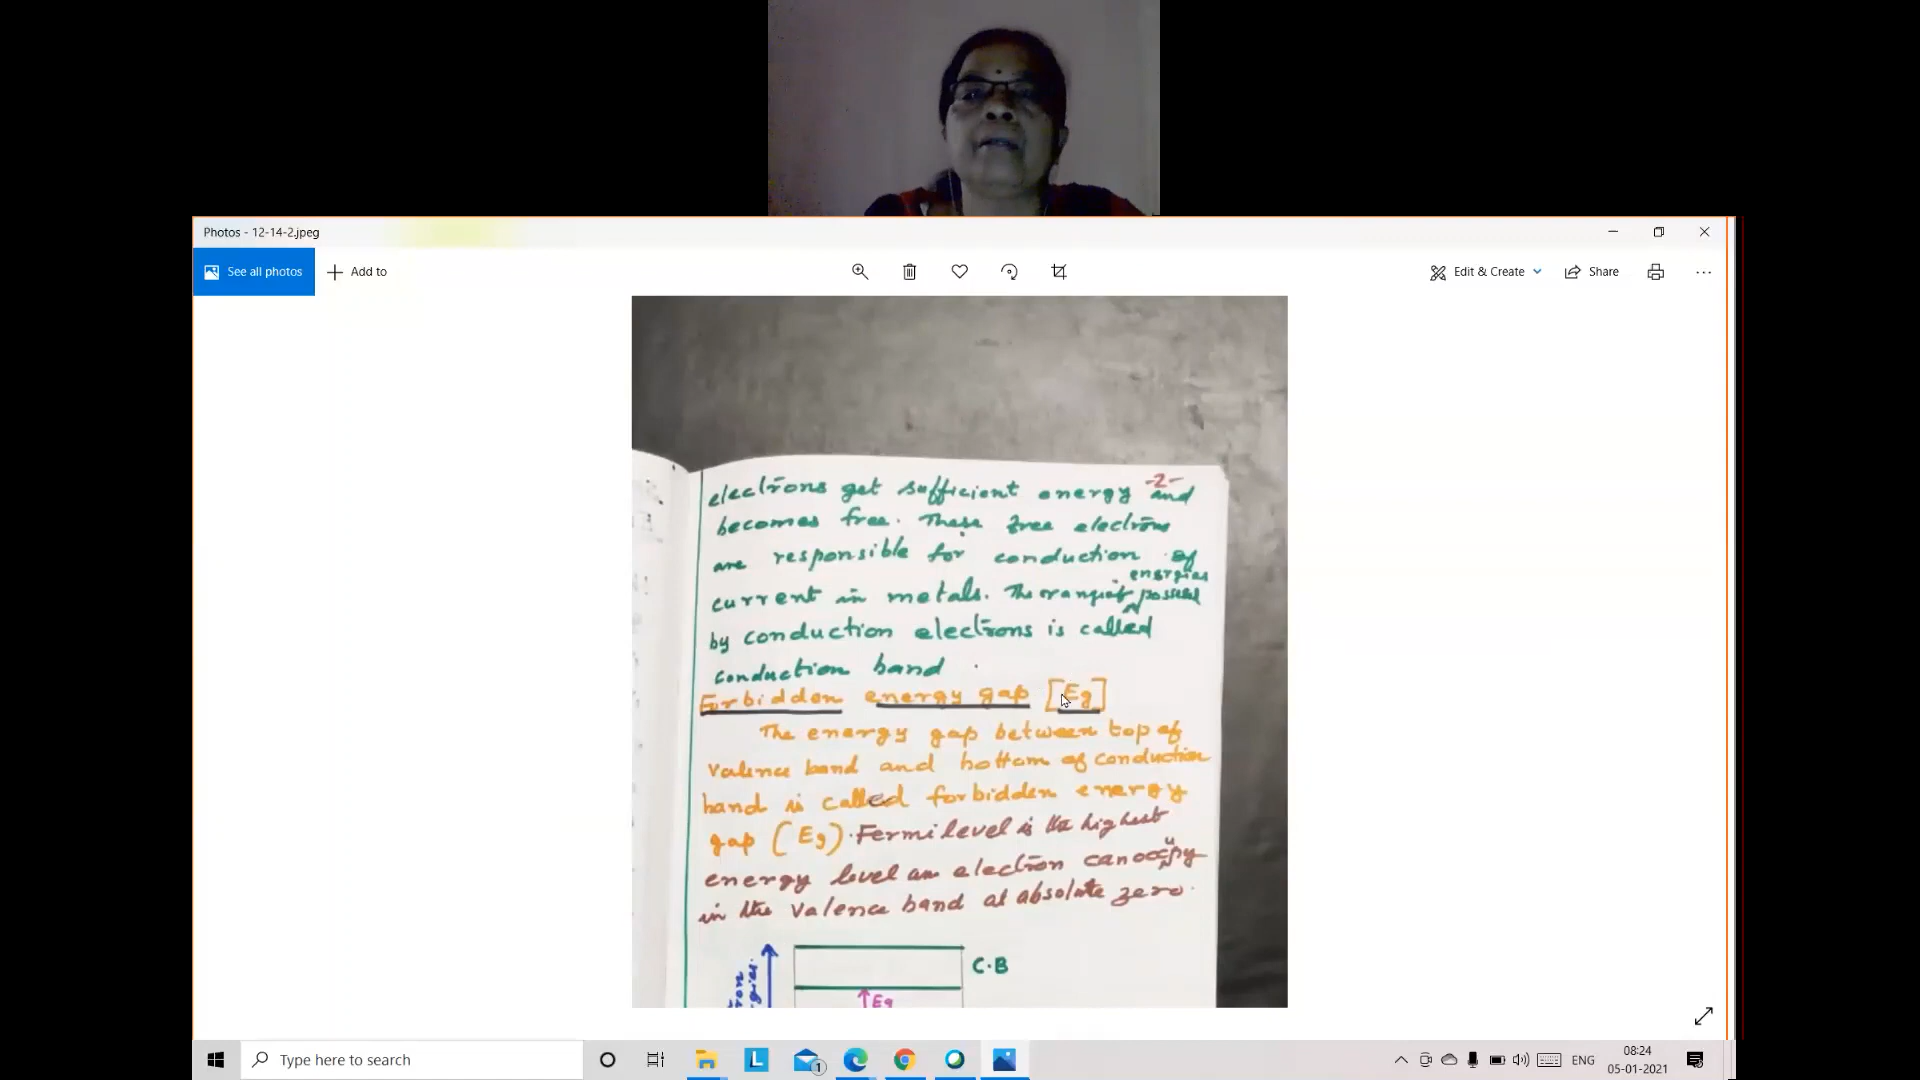 Photos - 12-14-2.jpeg
See all photos
Add to
Edit & Create
Share
-2-
electrons get sufficient energy and
becomes free. These free electrons
are responsible for conduction of
energies
current in metals. The range of possessed
by conduction electrons is called
conduction band.
Forbidden energy gap [Eg]
The energy gap between top of
valence band and bottom of conduction
band is called forbidden energy
gap (Eg). Fermi level is the highest
energy level an electron can occupy
in the valence band at absolute zero.
C.B
Eg
Type here to search
L
1
ENG
08:24
05-01-2021